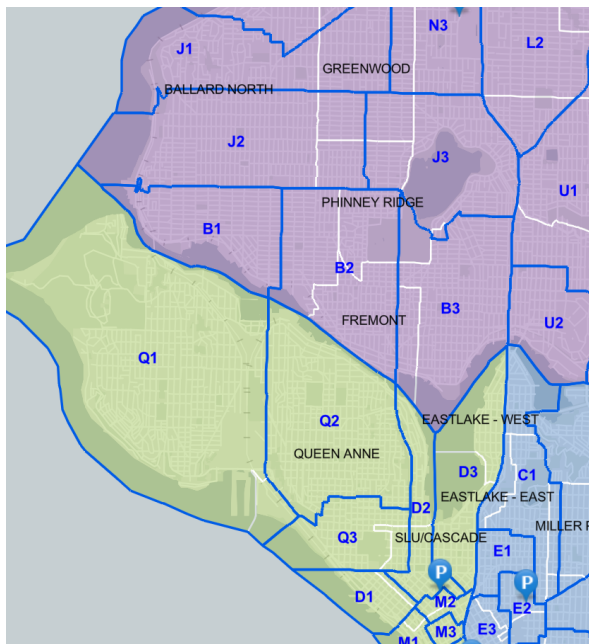 N3
J1
L2
GREENWOOD
BALLARD NORTH
J2
J3
U1
PHINNEY RIDGE
B1
B2
B3
FREMONT
U2
Q1
Q2
EASTLAKE - WEST
QUEEN ANNE
D3
C1
EASTLAKE - EAST
D2
MILLER
Q3
SLU/CASCADE
E1
P
P
D1
M2
E2
M3
E3
M1